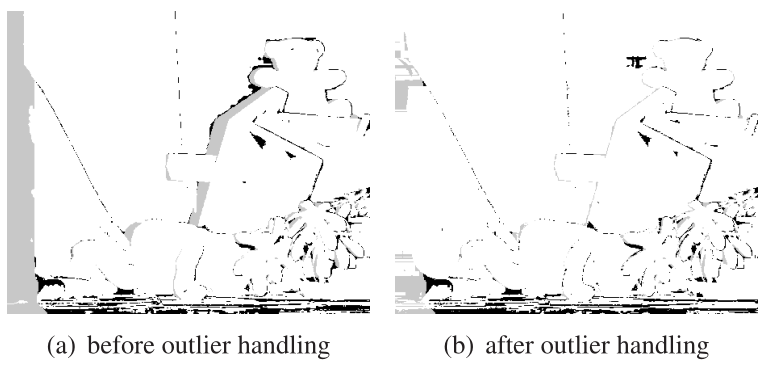 (a) before outlier handling
(b) after outlier handling